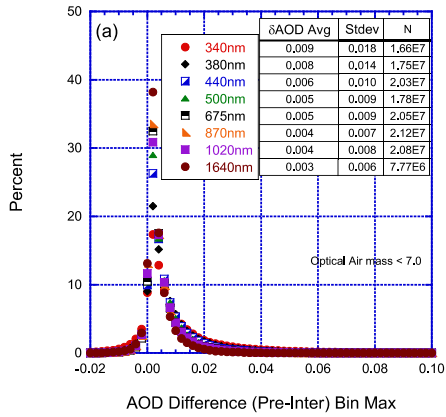 (a)
δAOD Avg Stdev N
340nm 0.009 0.018 1.66E7
380nm 0.008 0.014 1.75E7
440nm 0.006 0.010 2.03E7
500nm 0.005 0.009 1.78E7
675nm 0.005 0.009 2.05E7
870nm 0.004 0.007 2.12E7
1020nm 0.004 0.008 2.08E7
1640nm 0.003 0.006 7.77E6
Optical Air mass < 7.0
Percent
50
40
30
20
10
0
-0.02 0.00 0.02 0.04 0.06 0.08 0.10
AOD Difference (Pre-Inter) Bin Max